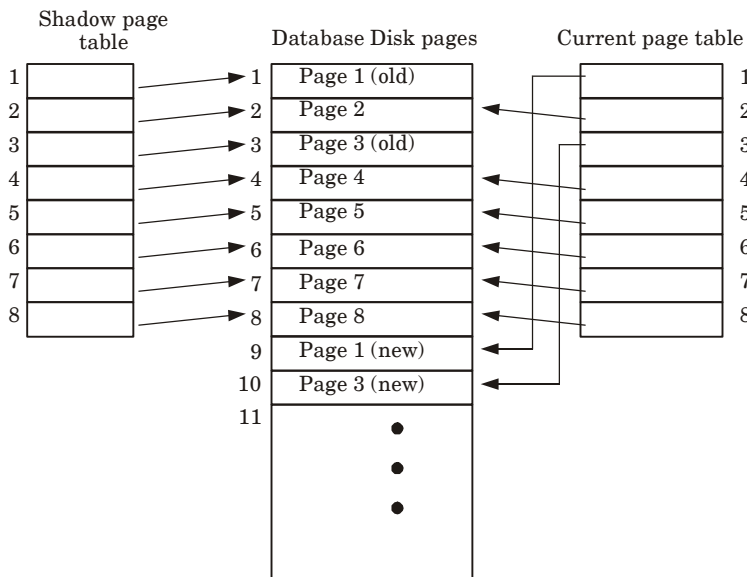 Shadow page
table
Database Disk pages
Current page table
1
2
3
4
5
6
7
8
1 Page 1 (old)
2 Page 2
3 Page 3 (old)
4 Page 4
5 Page 5
6 Page 6
7 Page 7
8 Page 8
9 Page 1 (new)
10 Page 3 (new)
11
1
2
3
4
5
6
7
8